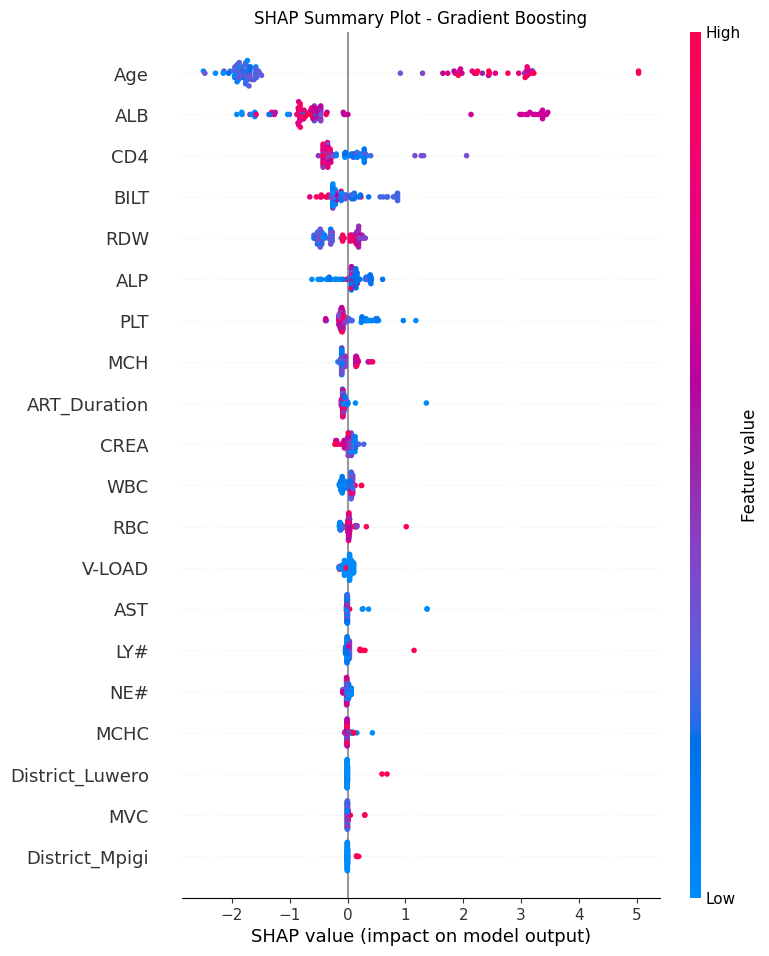 SHAP Summary Plot - Gradient Boosting
High
Age
ALB
CD4
BILT
RDW
ALP
PLT
MCH
ART_Duration
CREA
WBC
RBC
V-LOAD
AST
LY#
NE#
MCHC
District_Luwero
MVC
District_Mpigi
Feature value
Low
−2 −1 0 1 2 3 4 5
SHAP value (impact on model output)